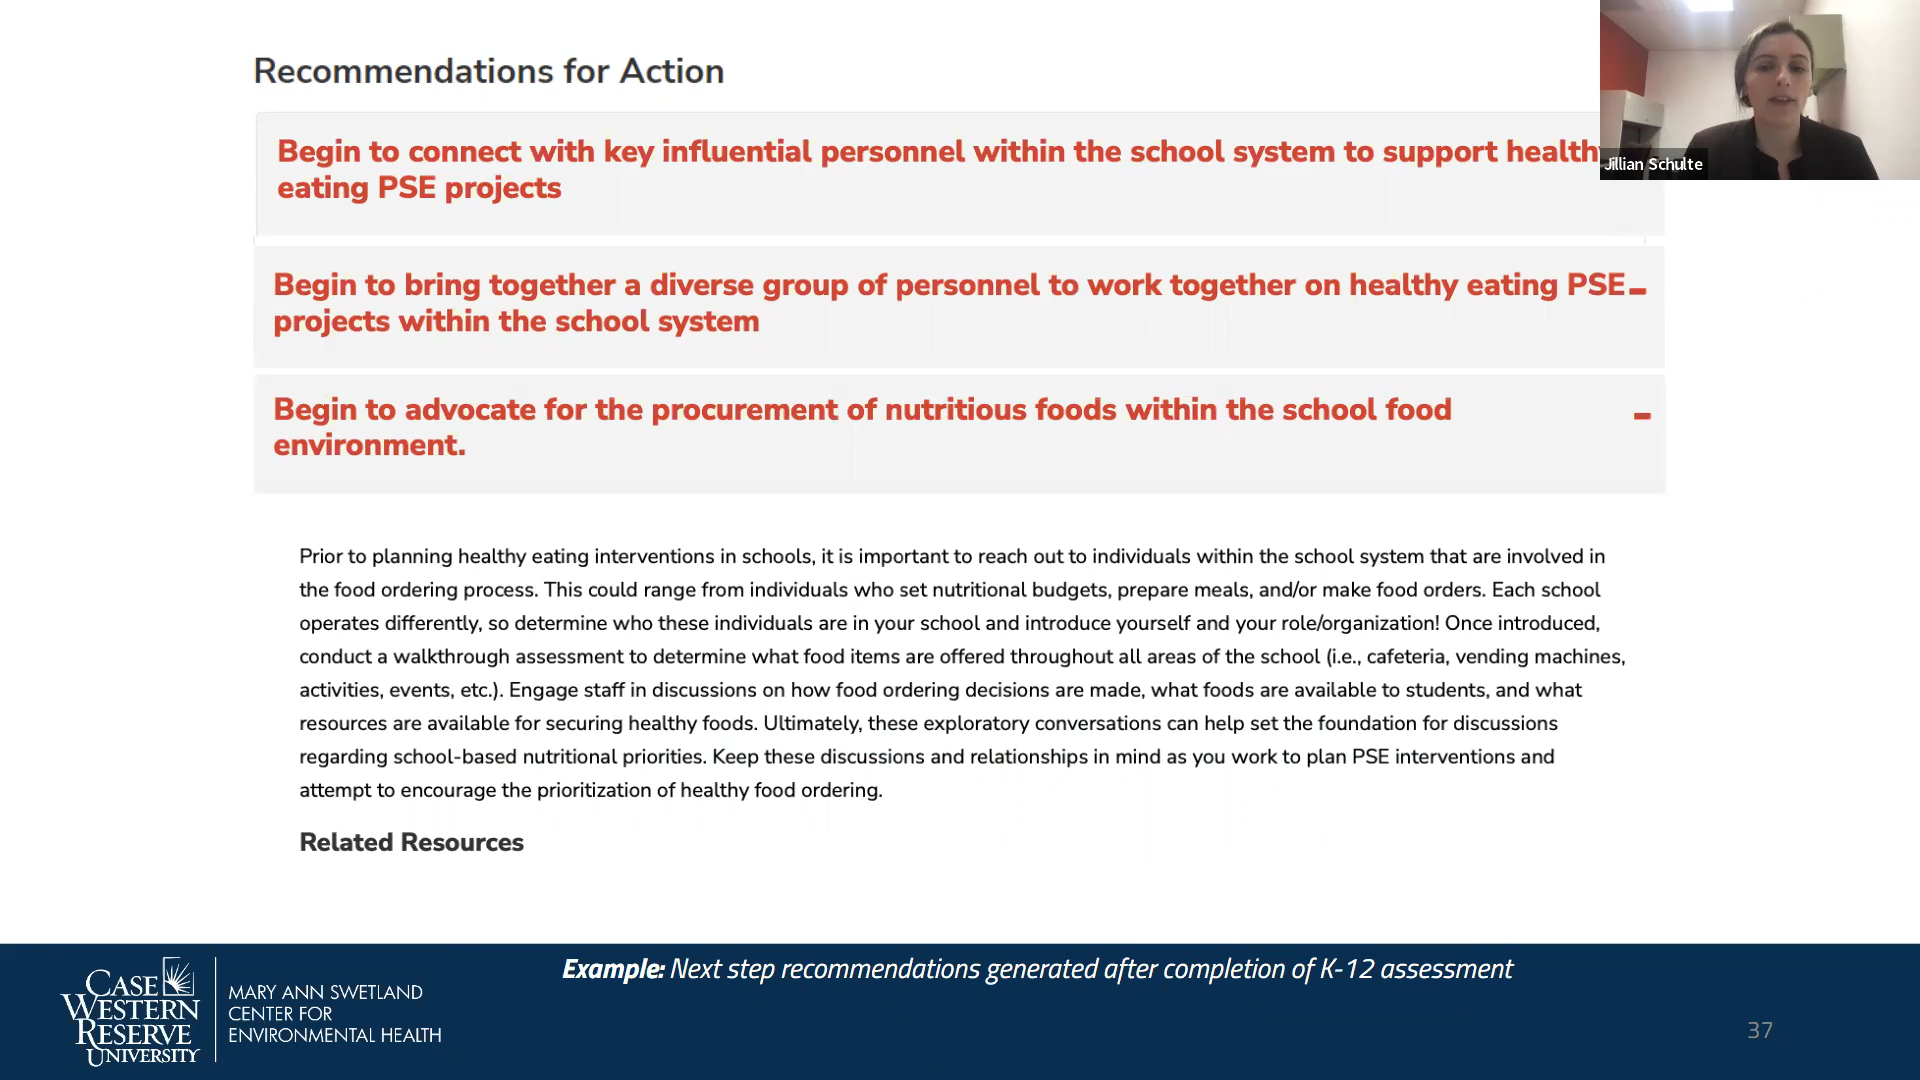 Recommendations for Action
Begin to connect with key influential personnel within the school system to support healthy
eating PSE projects
Jillian Schulte
Begin to bring together a diverse group of personnel to work together on healthy eating PSE
projects within the school system
Begin to advocate for the procurement of nutritious foods within the school food
environment.
Prior to planning healthy eating interventions in schools, it is important to reach out to individuals within the school system that are involved in
the food ordering process. This could range from individuals who set nutritional budgets, prepare meals, and/or make food orders. Each school
operates differently, so determine who these individuals are in your school and introduce yourself and your role/organization! Once introduced,
conduct a walkthrough assessment to determine what food items are offered throughout all areas of the school (i.e., cafeteria, vending machines,
activities, events, etc.). Engage staff in discussions on how food ordering decisions are made, what foods are available to students, and what
resources are available for securing healthy foods. Ultimately, these exploratory conversations can help set the foundation for discussions
regarding school-based nutritional priorities. Keep these discussions and relationships in mind as you work to plan PSE interventions and
attempt to encourage the prioritization of healthy food ordering.
Related Resources
Example: Next step recommendations generated after completion of K-12 assessment
CASE
WESTERN
RESERVE
UNIVERSITY
MARY ANN SWETLAND
CENTER FOR
ENVIRONMENTAL HEALTH
37